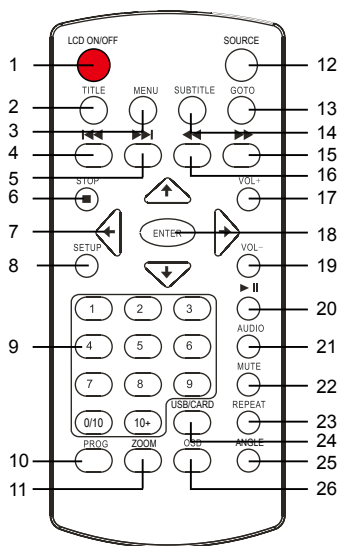 LCD ON/OFF SOURCE
1 12
TITLE MENU SUBTITLE GOTO
2 13
3 14
4 15
5 16
STOP VOL+
6 17
7 ENTER 18
SETUP VOL-
8 19
1 2 3 20
AUDIO
9 4 5 6 21
MUTE
7 8 9 22
USB/CARD REPEAT
0/10 10+ 23
24
PROG ZOOM OSD ANGLE
10 25
11 26